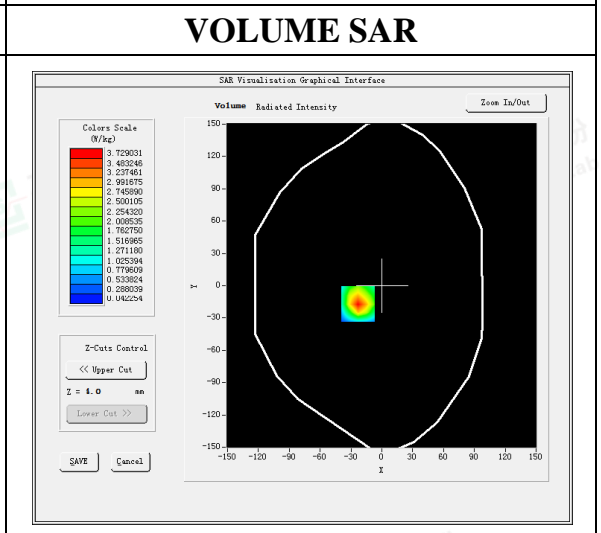 VOLUME SAR
SAR Visualisation Graphical Interface
Volume Radiated Intensity
Zoom In/Out
Colors Scale
(W/kg)
3.729031
3.483246
3.237461
2.991675
2.745890
2.500105
2.254320
2.008535
1.762750
1.516965
1.271180
1.025394
0.779609
0.533824
0.288039
0.042254
Z-Cuts Control
<< Upper Cut
mm
Lower Cut >>
SAVE
Cancel
150
120
90
60
30
0
-30
-60
-90
-120
-150
Y
-150 -120 -90 -60 -30 0 30 60 90 120 150
X